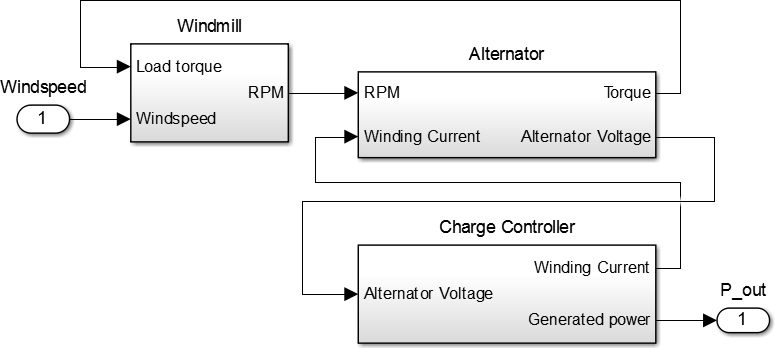 Windmill
Load torque
RPM
Windspeed
Windspeed
1
Alternator
RPM
Torque
Winding Current
Alternator Voltage
Charge Controller
Winding Current
Alternator Voltage
Generated power
P_out
1